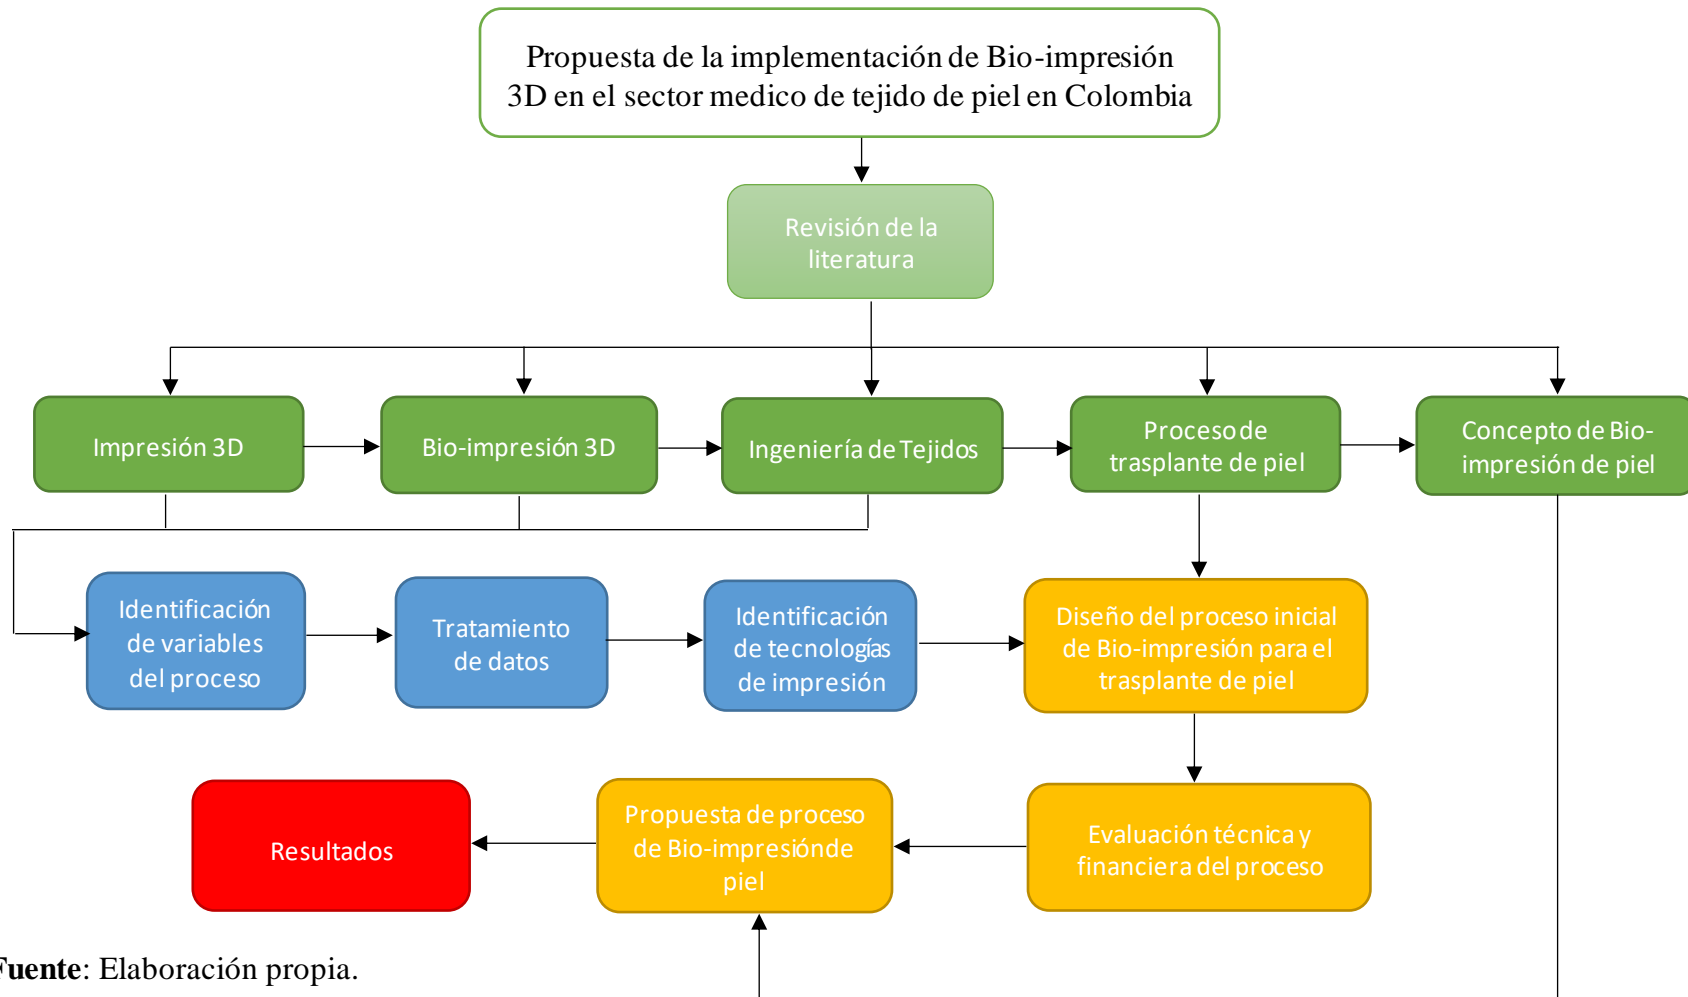 Propuesta de la implementación de Bio-impresión
3D en el sector medico de tejido de piel en Colombia
Revisión de la
literatura
Impresión 3D
Bio-impresión 3D
Ingeniería de Tejidos
Proceso de
trasplante de piel
Concepto de Bio-
impresión de piel
Identificación
de variables
del proceso
Tratamiento
de datos
Identificación
de tecnologías
de impresión
Diseño del proceso inicial
de Bio-impresión para el
trasplante de piel
Resultados
Propuesta de proceso
de Bio-impresiónde
piel
Evaluación técnica y
financiera del proceso
Fuente: Elaboración propia.